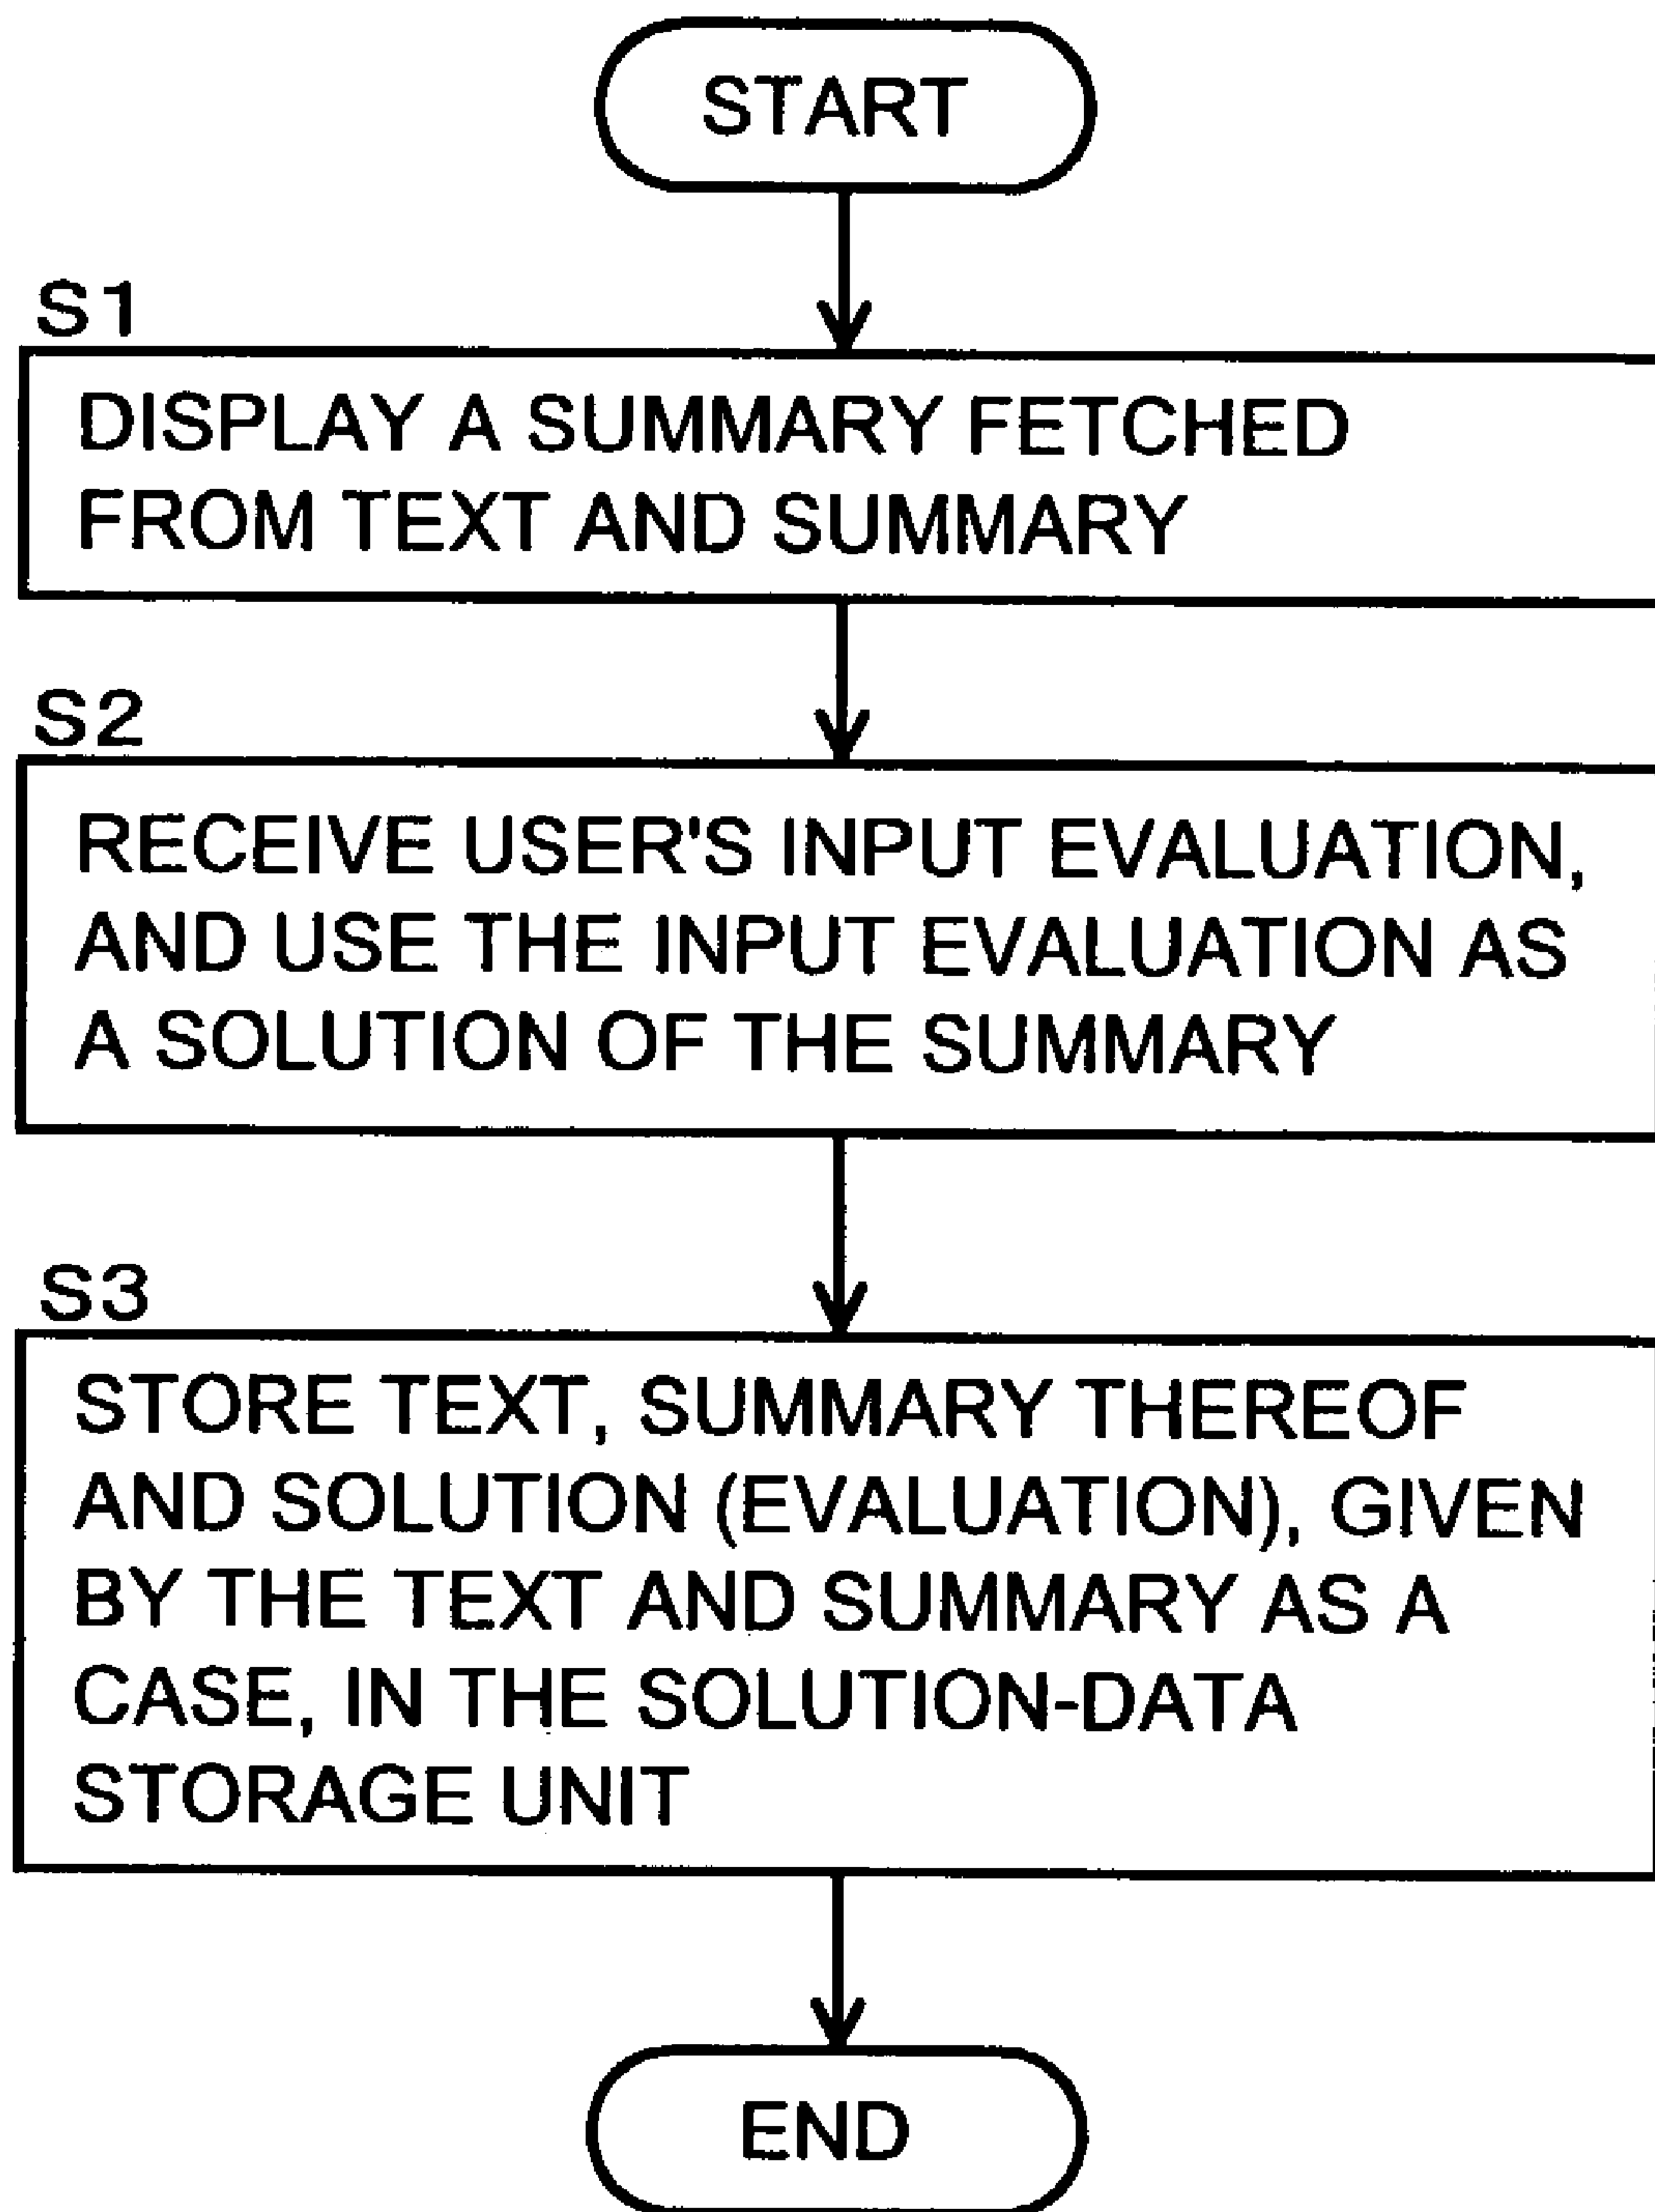 START
S1
DISPLAY A SUMMARY FETCHED
FROM TEXT AND SUMMARY
S2
RECEIVE USER'S INPUT EVALUATION,
AND USE THE INPUT EVALUATION AS
A SOLUTION OF THE SUMMARY
S3
STORE TEXT, SUMMARY THEREOF
AND SOLUTION (EVALUATION), GIVEN
BY THE TEXT AND SUMMARY AS A
CASE, IN THE SOLUTION-DATA
STORAGE UNIT
END